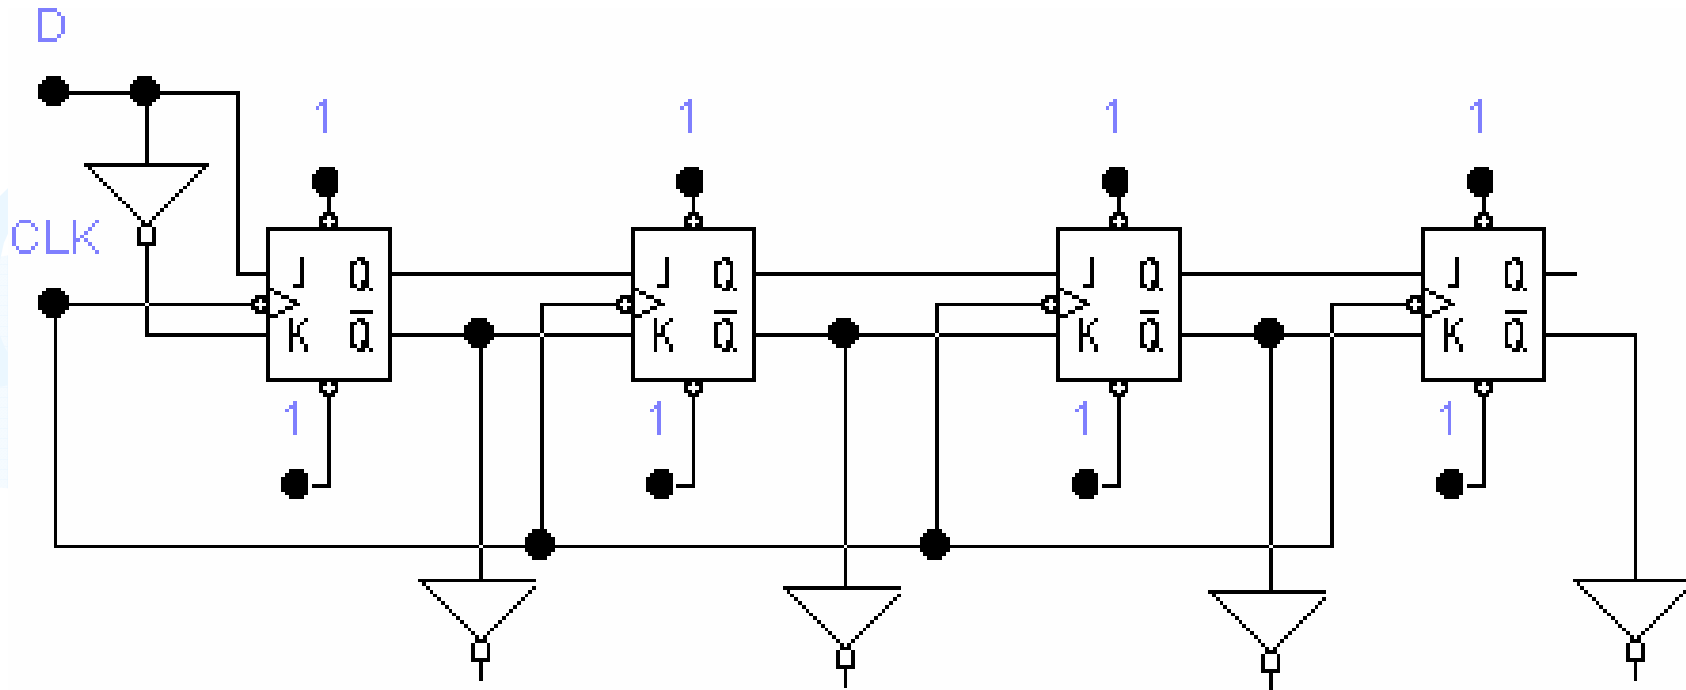 D
1 1 1 1
CLK
J Q J Q J Q J Q
K Q̅ K Q̅ K Q̅ K Q̅
1 1 1 1